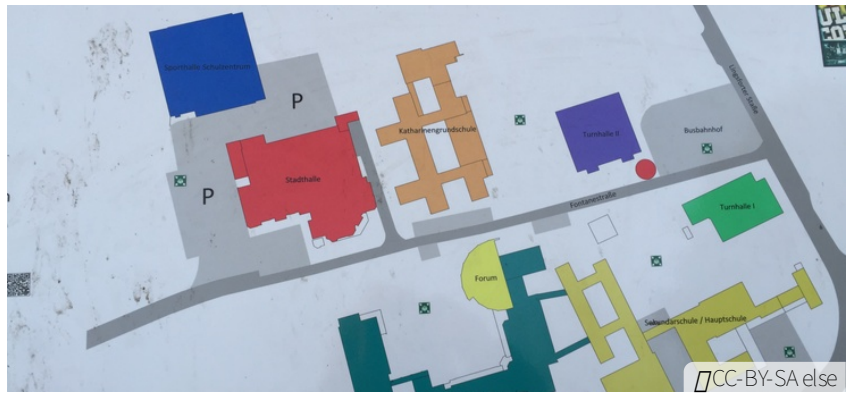 Sporthalle Schulzentrum
P
Katharinengrundschule
Turnhalle II
Busbahnhof
Stadthalle
P
Fontanestraße
Turnhalle I
Forum
Sekundarschule / Hauptschule
CC-BY-SA else